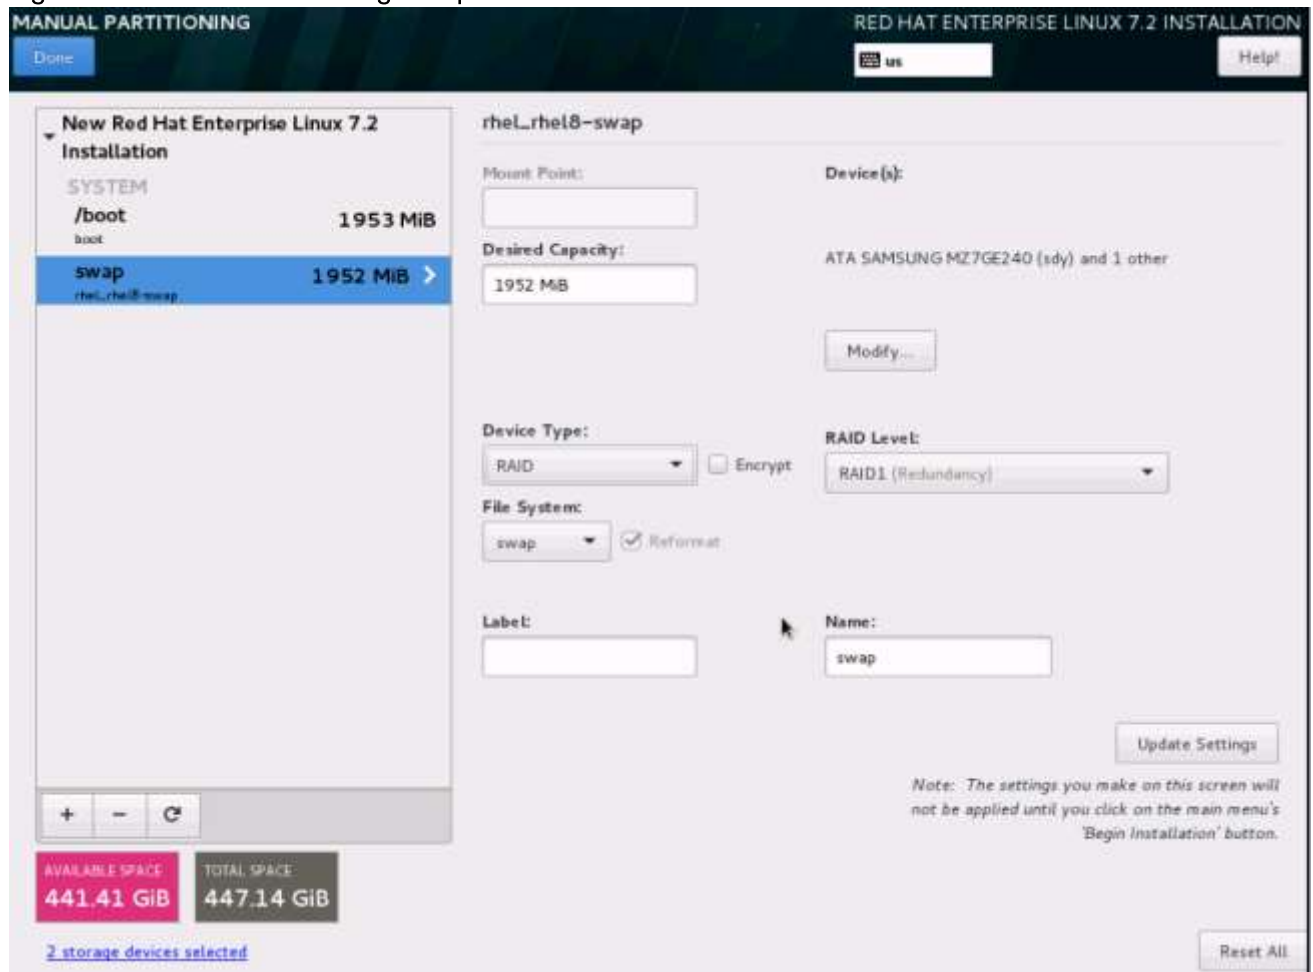 MANUAL PARTITIONING
RED HAT ENTERPRISE LINUX 7.2 INSTALLATION
Done
us
Help!
New Red Hat Enterprise Linux 7.2
Installation
SYSTEM
/boot
1953 MiB
boot
swap
1952 MiB
rhel_rhel8-swap
rhel_rhel8-swap
Mount Point:
Device(s):
Desired Capacity:
1952 MiB
ATA SAMSUNG MZ7GE240 (sdy) and 1 other
Modify...
Device Type:
RAID
Encrypt
RAID Level:
RAID1 (Redundancy)
File System:
swap
Reformat
Label:
Name:
swap
Update Settings
Note: The settings you make on this screen will
not be applied until you click on the main menu's
'Begin Installation' button.
+ - 
AVAILABLE SPACE
441.41 GiB
TOTAL SPACE
447.14 GiB
2 storage devices selected
Reset All